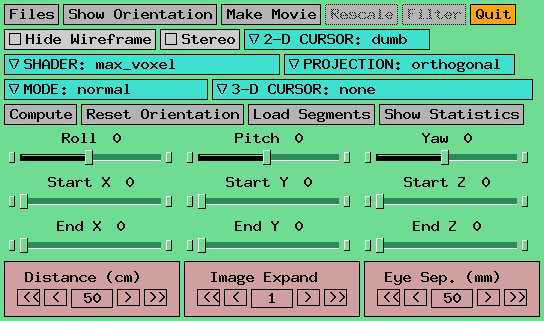 Files Show Orientation Make Movie Rescale Filter Quit
Hide Wireframe Stereo ▽ 2-D CURSOR: dumb
▽ SHADER: max_voxel ▽ PROJECTION: orthogonal
▽ MODE: normal ▽ 3-D CURSOR: none
Compute Reset Orientation Load Segments Show Statistics
Roll 0 Pitch 0 Yaw 0
Start X 0 Start Y 0 Start Z 0
End X 0 End Y 0 End Z 0
Distance (cm) Image Expand Eye Sep. (mm)
<< < 50 > >> << < 1 > >> << < 50 > >>